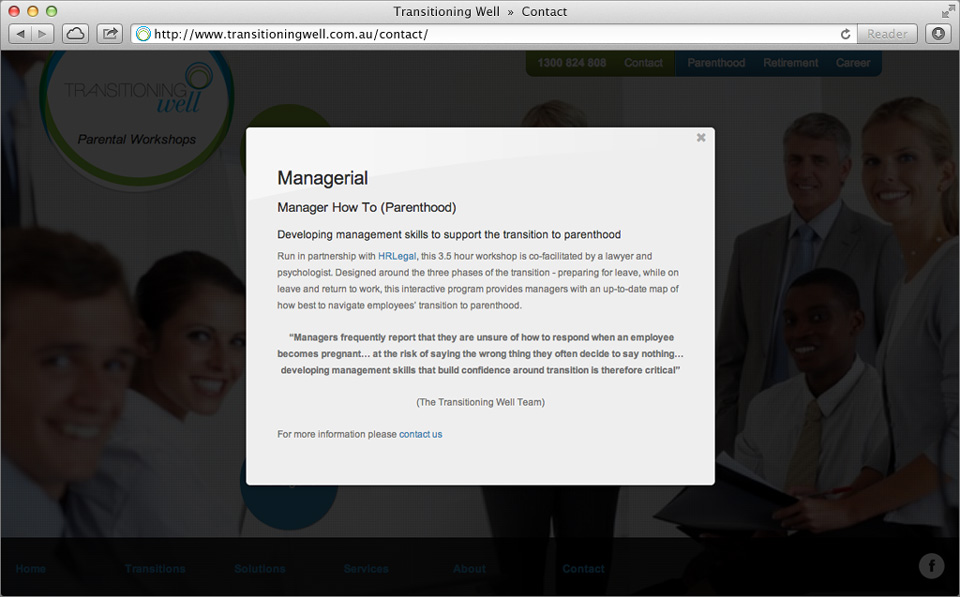 Transitioning Well » Contact
http://www.transitioningwell.com.au/contact/
Reader
TRANSITIONING
well
Parental Workshops
1300 824 808 Contact Parenthood Retirement Career
Managerial
Manager How To (Parenthood)
Developing management skills to support the transition to parenthood
Run in partnership with HRLegal, this 3.5 hour workshop is co-facilitated by a lawyer and
psychologist. Designed around the three phases of the transition - preparing for leave, while on
leave and return to work, this interactive program provides managers with an up-to-date map of
how best to navigate employees' transition to parenthood.
“Managers frequently report that they are unsure of how to respond when an employee
becomes pregnant… at the risk of saying the wrong thing they often decide to say nothing…
developing management skills that build confidence around transition is therefore critical”
(The Transitioning Well Team)
For more information please contact us
Home Transitions Solutions Services About Contact
f